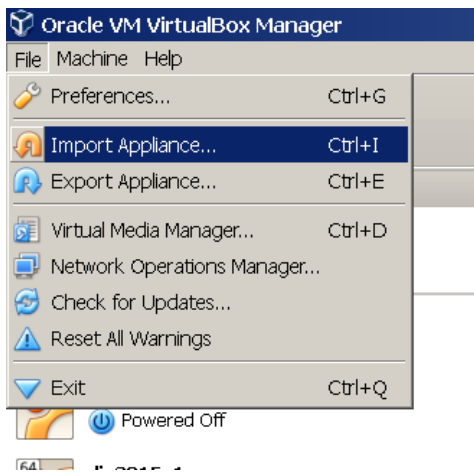 Oracle VM VirtualBox Manager
File Machine Help
Preferences... Ctrl+G
Import Appliance... Ctrl+I
Export Appliance... Ctrl+E
Virtual Media Manager... Ctrl+D
Network Operations Manager...
Check for Updates...
Reset All Warnings
Exit Ctrl+Q
Powered Off
64